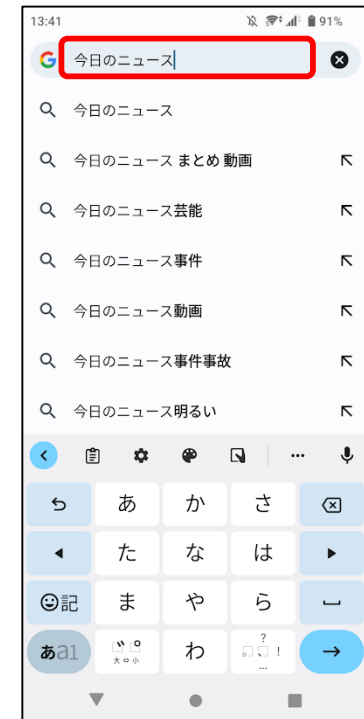 13:41
91%
今日のニュース
今日のニュース
今日のニュース まとめ 動画
今日のニュース芸能
今日のニュース事件
今日のニュース動画
今日のニュース事件事故
今日のニュース明るい
あ か さ
た な は
記 ま や ら
あa1 大⇔小 わ 、。?!…